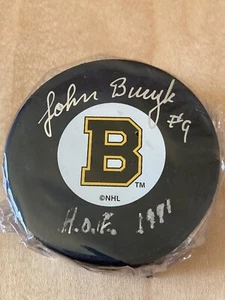 John Bucyk
#9
B
TM
©NHL
H.O.F. 1981